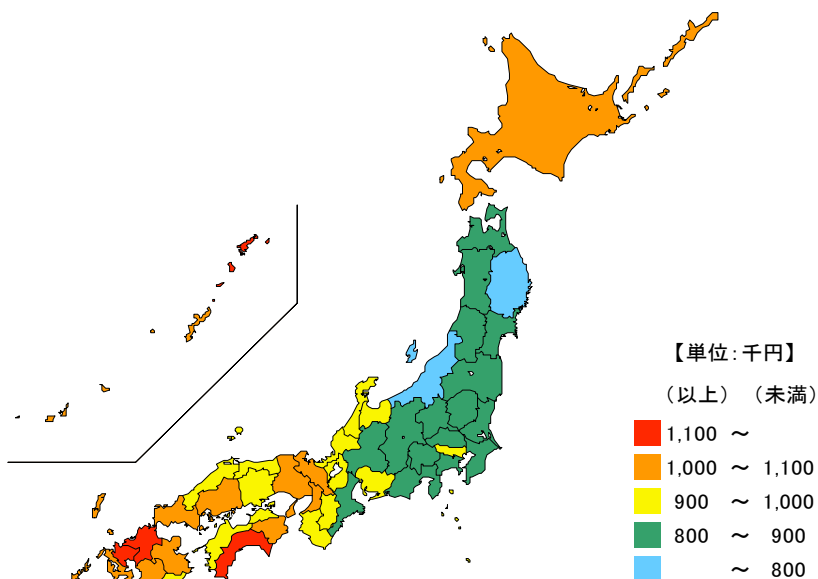 【単位:千円】
（以上） （未満）
1,100 ～
1,000 ～ 1,100
900 ～ 1,000
800 ～ 900
～ 800